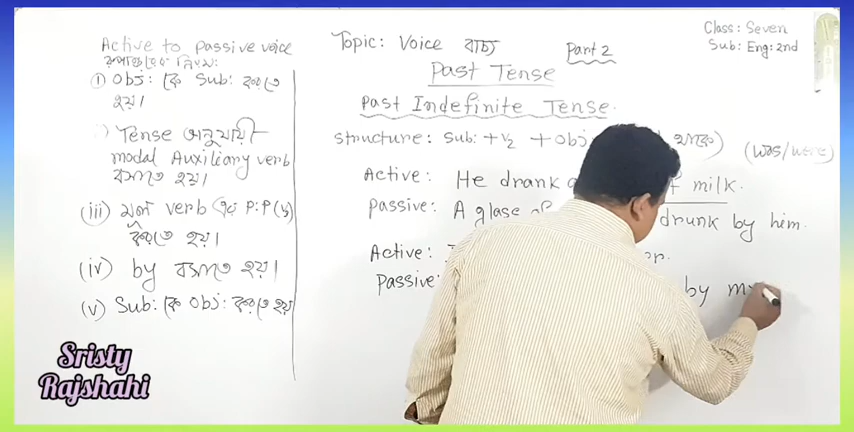 Active to passive voice
রূপান্তরের নিয়ম:
(i) Obj: কে Sub: করতে
হয়।
Tense অনুযায়ী
modal Auxiliary verb
বসাতে হয়।
(iii) মূল verb এর P:P (v3)
করতে হয়।
(iv) by বসাতে হয়।
(v) Sub: কে Obj: করতে হয়
Topic: Voice বাচ্য
Part 2
Class: Seven
Sub: Eng: 2nd
Past Tense
Past Indefinite Tense.
structure: Sub: + v2 + Obj থাকে)
(was/were)
Active: He drank a milk.
Passive: A glass of drunk by him.
Active:
Passive: by
Sristy
Rajshahi